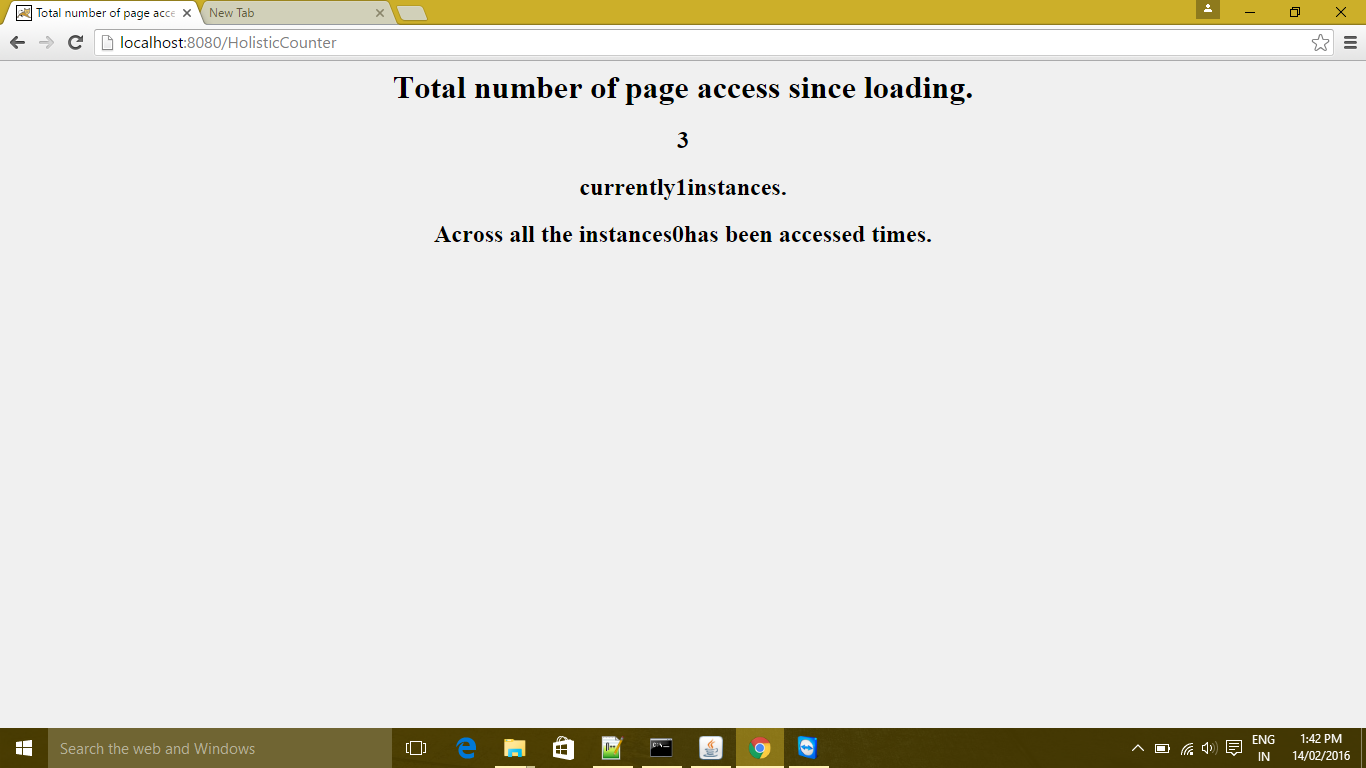 Total number of page acce
New Tab
localhost:8080/HolisticCounter
Total number of page access since loading.
3
currently1instances.
Across all the instances0has been accessed times.
Search the web and Windows
ENG
IN
1:42 PM
14/02/2016